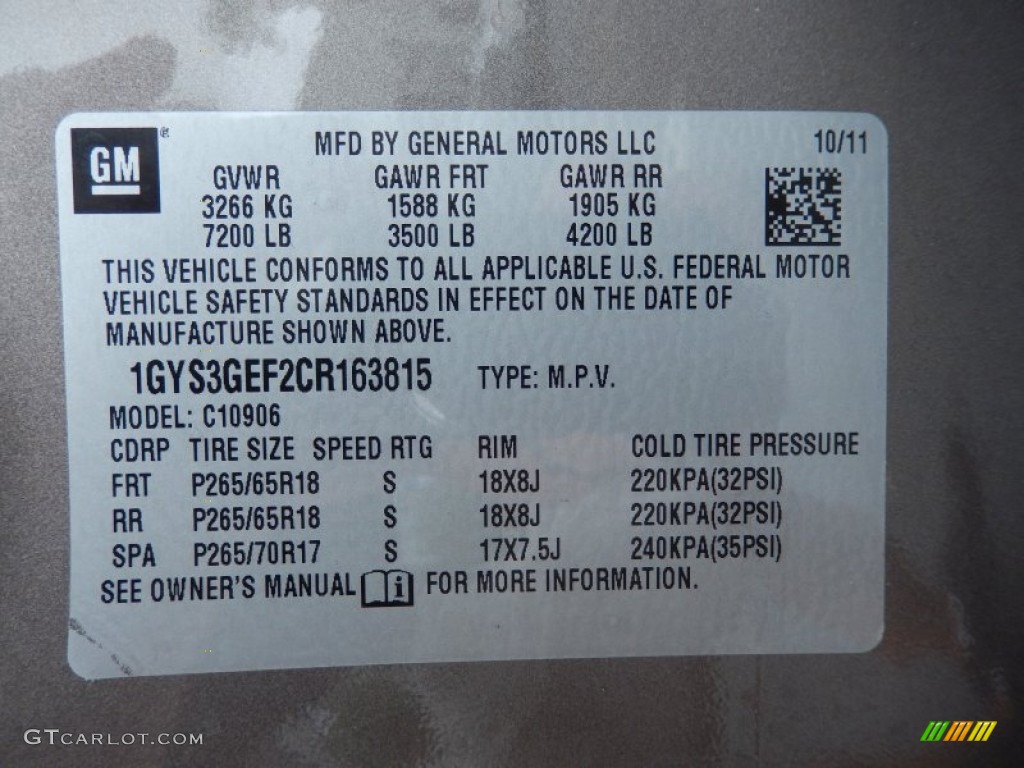 GM
®
MFD BY GENERAL MOTORS LLC 10/11
GVWR GAWR FRT GAWR RR
3266 KG 1588 KG 1905 KG
7200 LB 3500 LB 4200 LB
THIS VEHICLE CONFORMS TO ALL APPLICABLE U.S. FEDERAL MOTOR
VEHICLE SAFETY STANDARDS IN EFFECT ON THE DATE OF
MANUFACTURE SHOWN ABOVE.
1GYS3GEF2CR163815 TYPE: M.P.V.
MODEL: C10906
CDRP TIRE SIZE SPEED RTG RIM COLD TIRE PRESSURE
FRT P265/65R18 S 18X8J 220KPA(32PSI)
RR P265/65R18 S 18X8J 220KPA(32PSI)
SPA P265/70R17 S 17X7.5J 240KPA(35PSI)
SEE OWNER'S MANUAL i FOR MORE INFORMATION.
GTCARLOT.COM